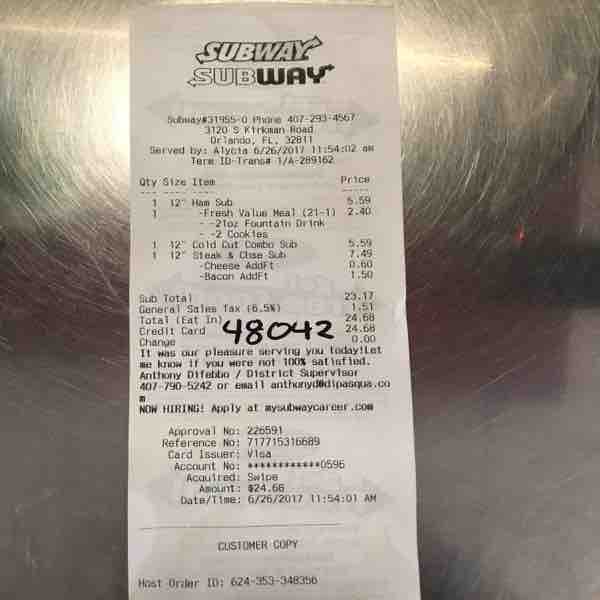 SUBWAY
SUBWAY
Subway#31955-0 Phone 407-293-4567
3120 S Kirkman Road
Orlando, FL, 32811
Served by: Alycia 6/26/2017 11:54:02 am
Term ID-Trans# 1/A-289162
Qty Size Item Price
--- ---- ---- -----
1 12" Ham Sub 5.59
1 -Fresh Value Meal (21-1) 2.40
- -21oz Fountain Drink
- -2 Cookies
1 12" Cold Cut Combo Sub 5.59
1 12" Steak & Chse Sub 7.49
-Cheese AddFt 0.60
-Bacon AddFt 1.50
Sub Total 23.17
General Sales Tax (6.5%) 1.51
Total (Eat In) 24.68
Credit Card 24.68
Change 0.00
48042
It was our pleasure serving you today!Let
me know if you were not 100% satisfied.
Anthony Difebbo / District Supervisor
407-790-5242 or email anthonyd@dipasqua.co
m
NOW HIRING! Apply at mysubwaycareer.com
Approval No: 226591
Reference No: 717715316689
Card Issuer: Visa
Account No: ************0596
Acquired: Swipe
Amount: $24.68
Date/Time: 6/26/2017 11:54:01 AM
CUSTOMER COPY
Host Order ID: 624-353-348356